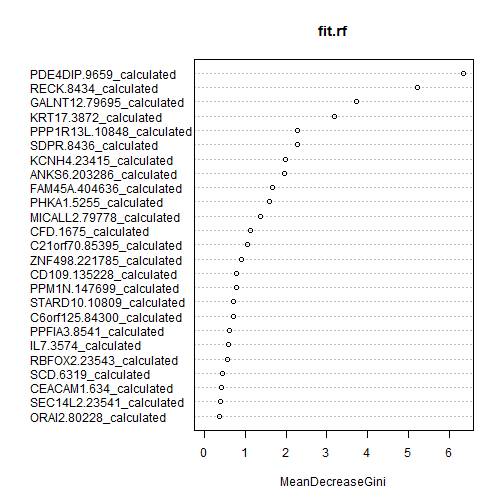 fit.rf
PDE4DIP.9659_calculated
RECK.8434_calculated
GALNT12.79695_calculated
KRT17.3872_calculated
PPP1R13L.10848_calculated
SDPR.8436_calculated
KCNH4.23415_calculated
ANKS6.203286_calculated
FAM45A.404636_calculated
PHKA1.5255_calculated
MICALL2.79778_calculated
CFD.1675_calculated
C21orf70.85395_calculated
ZNF498.221785_calculated
CD109.135228_calculated
PPM1N.147699_calculated
STARD10.10809_calculated
C6orf125.84300_calculated
PPFIA3.8541_calculated
IL7.3574_calculated
RBFOX2.23543_calculated
SCD.6319_calculated
CEACAM1.634_calculated
SEC14L2.23541_calculated
ORAI2.80228_calculated
0 1 2 3 4 5 6
MeanDecreaseGini